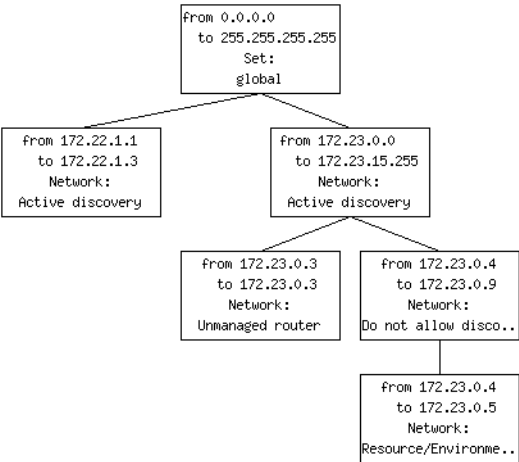 from 0.0.0.0
to 255.255.255.255
Set:
global
from 172.22.1.1
to 172.22.1.3
Network:
Active discovery
from 172.23.0.0
to 172.23.15.255
Network:
Active discovery
from 172.23.0.3
to 172.23.0.3
Network:
Unmanaged router
from 172.23.0.4
to 172.23.0.9
Network:
Do not allow disco..
from 172.23.0.4
to 172.23.0.5
Network:
Resource/Environme..